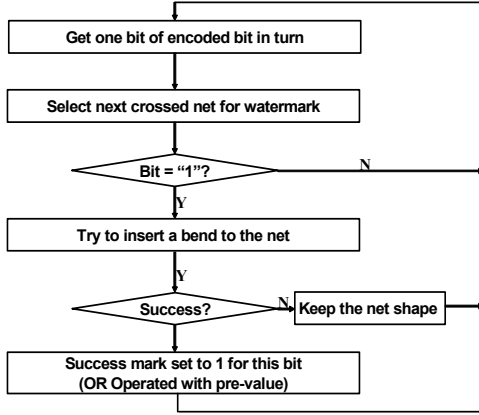 Get one bit of encoded bit in turn
Select next crossed net for watermark
Bit = “1”?
N
Y
Try to insert a bend to the net
Y
Success?
N
Keep the net shape
Success mark set to 1 for this bit
(OR Operated with pre-value)